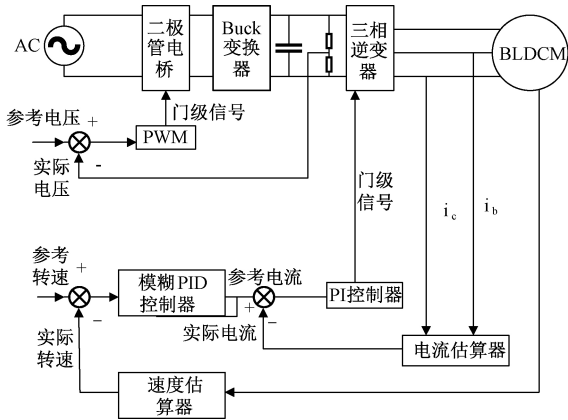 AC
二极
管电
桥
Buck
变换
器
三相
逆变
器
BLDCM
门级信号
参考电压
+
PWM
实际
电压
-
门级
信号
i_c
i_b
参考
转速
+
模糊PID
控制器
参考电流
+
PI控制器
−
实际电流
−
电流估算器
实际
转速
速度估
算器